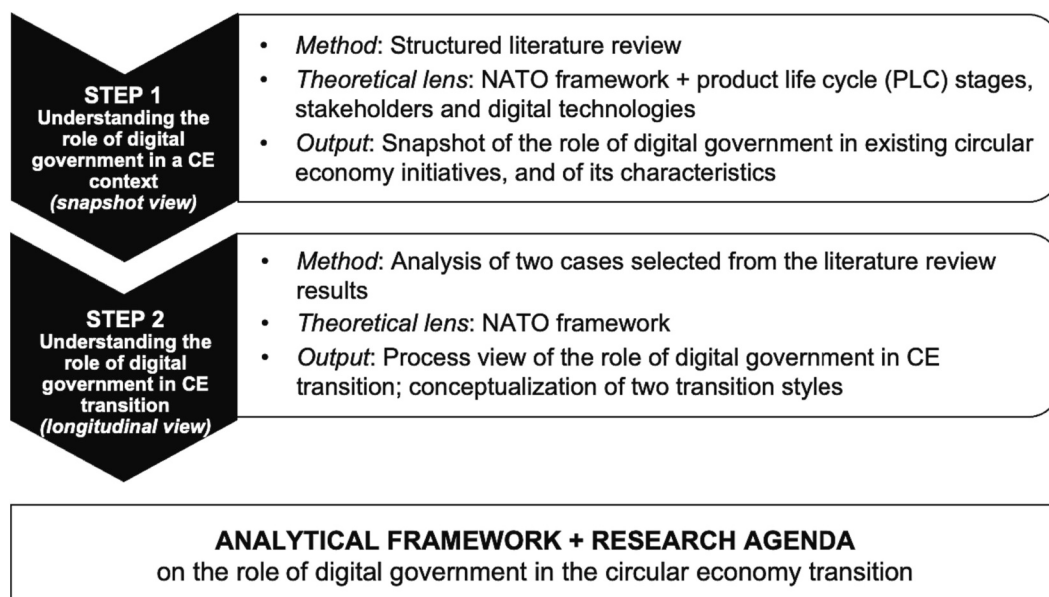 STEP 1
Understanding the
role of digital
government in a CE
context
(snapshot view)
• Method: Structured literature review
• Theoretical lens: NATO framework + product life cycle (PLC) stages,
stakeholders and digital technologies
• Output: Snapshot of the role of digital government in existing circular
economy initiatives, and of its characteristics
STEP 2
Understanding the
role of digital
government in CE
transition
(longitudinal view)
• Method: Analysis of two cases selected from the literature review
results
• Theoretical lens: NATO framework
• Output: Process view of the role of digital government in CE
transition; conceptualization of two transition styles
ANALYTICAL FRAMEWORK + RESEARCH AGENDA
on the role of digital government in the circular economy transition